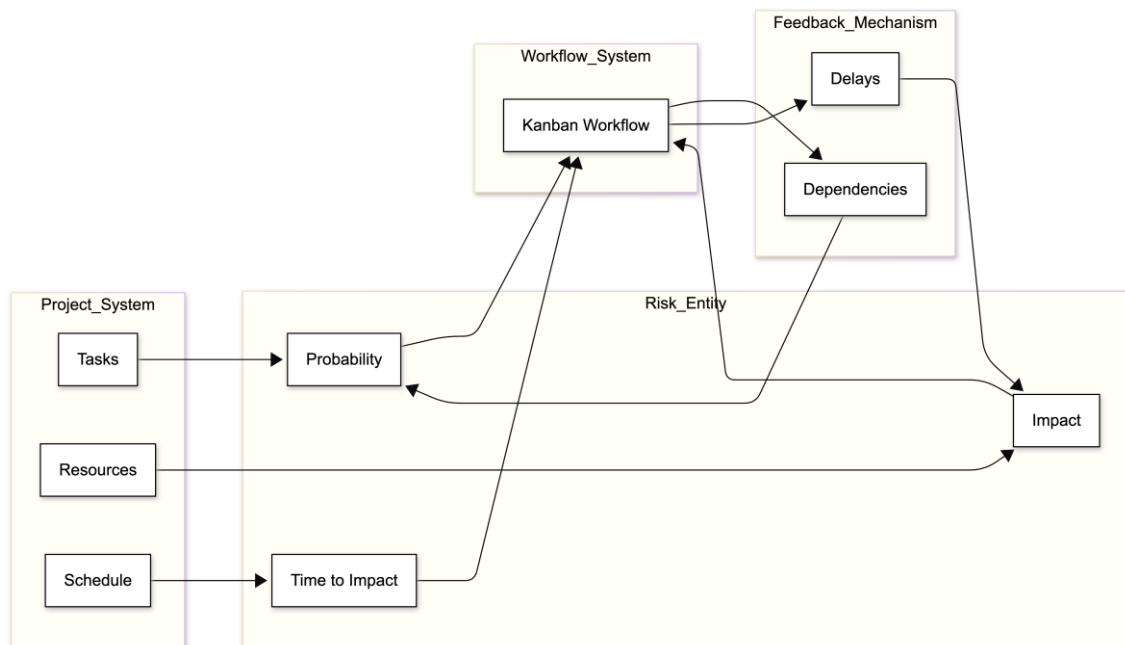 Feedback_Mechanism
Workflow_System
Delays
Kanban Workflow
Dependencies
Project_System
Risk_Entity
Tasks
Probability
Impact
Resources
Schedule
Time to Impact